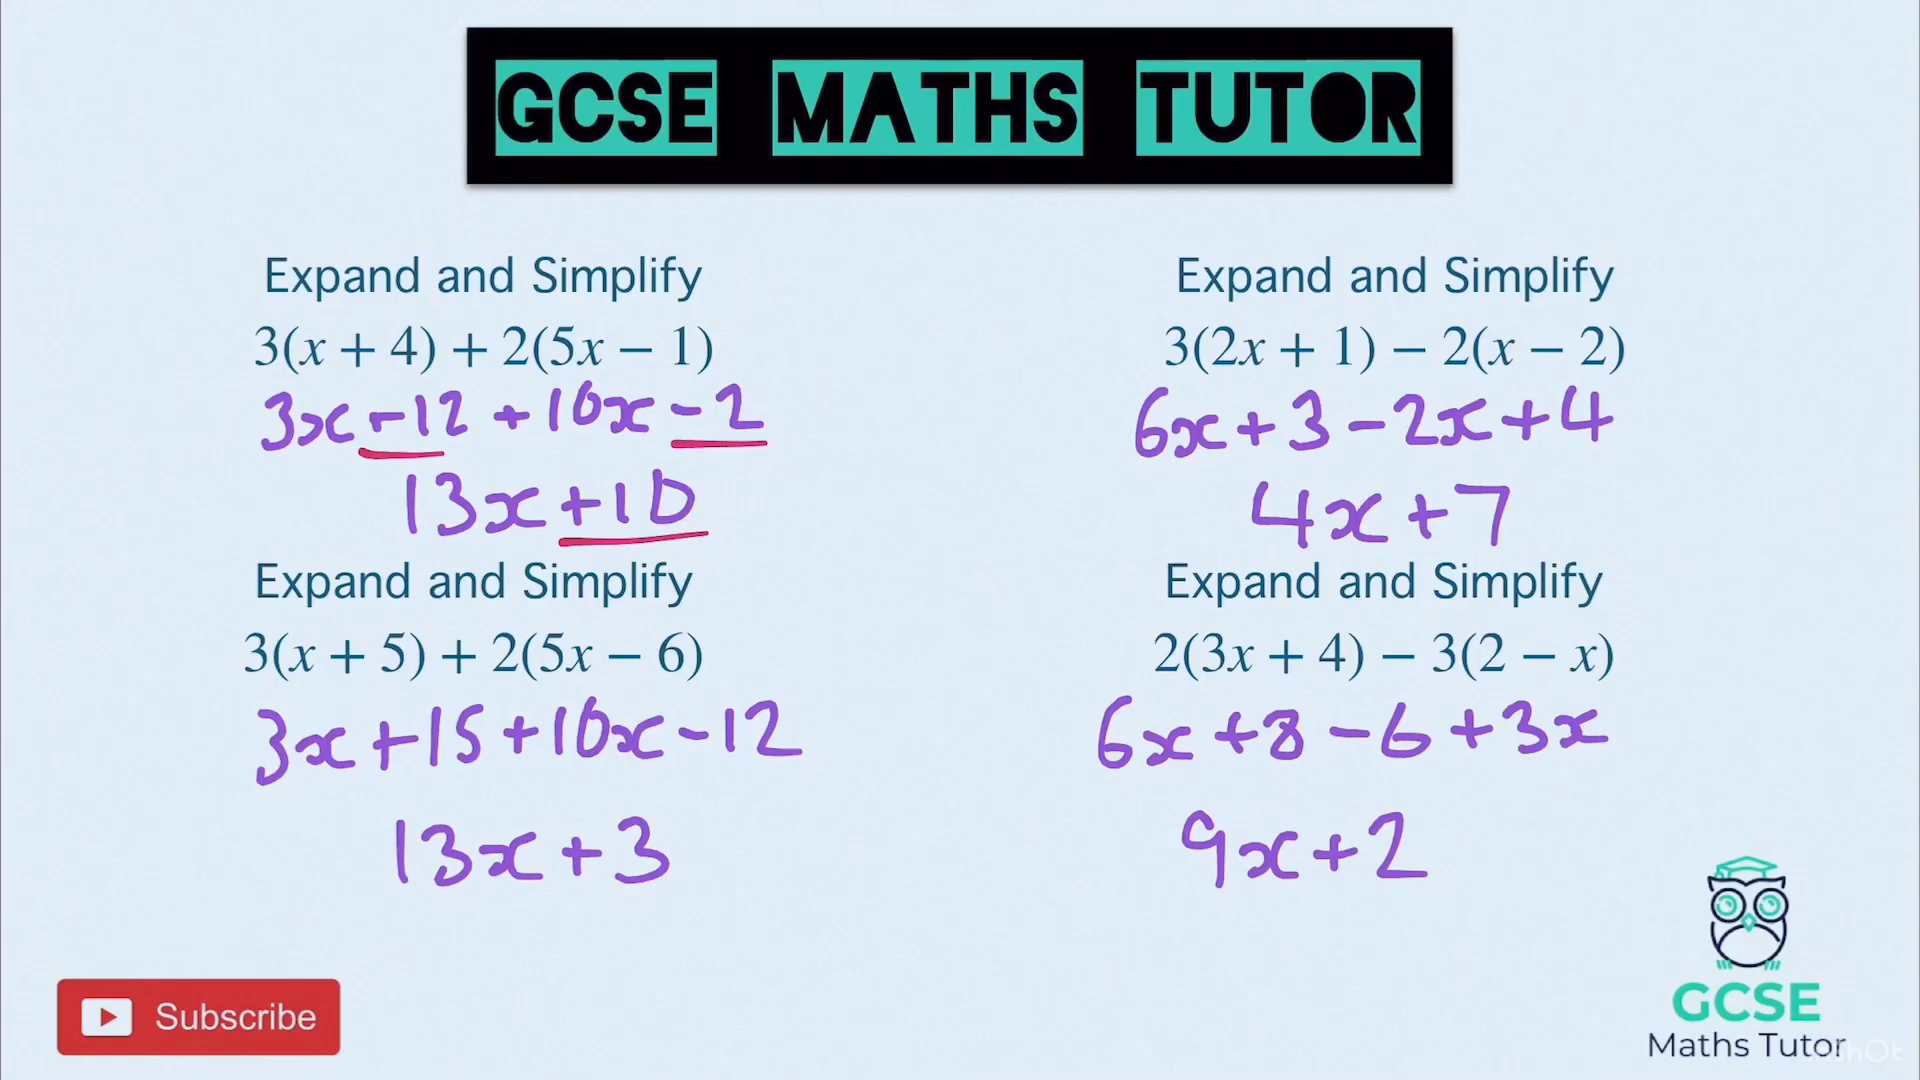 GCSE MATHS TUTOR
Expand and Simplify
3(x + 4) + 2(5x − 1)
3x + 12 + 10x − 2
13x + 10
Expand and Simplify
3(2x + 1) − 2(x − 2)
6x + 3 − 2x + 4
4x + 7
Expand and Simplify
3(x + 5) + 2(5x − 6)
3x + 15 + 10x − 12
13x + 3
Expand and Simplify
2(3x + 4) − 3(2 − x)
6x + 8 − 6 + 3x
9x + 2
Subscribe
GCSE
Maths Tutor